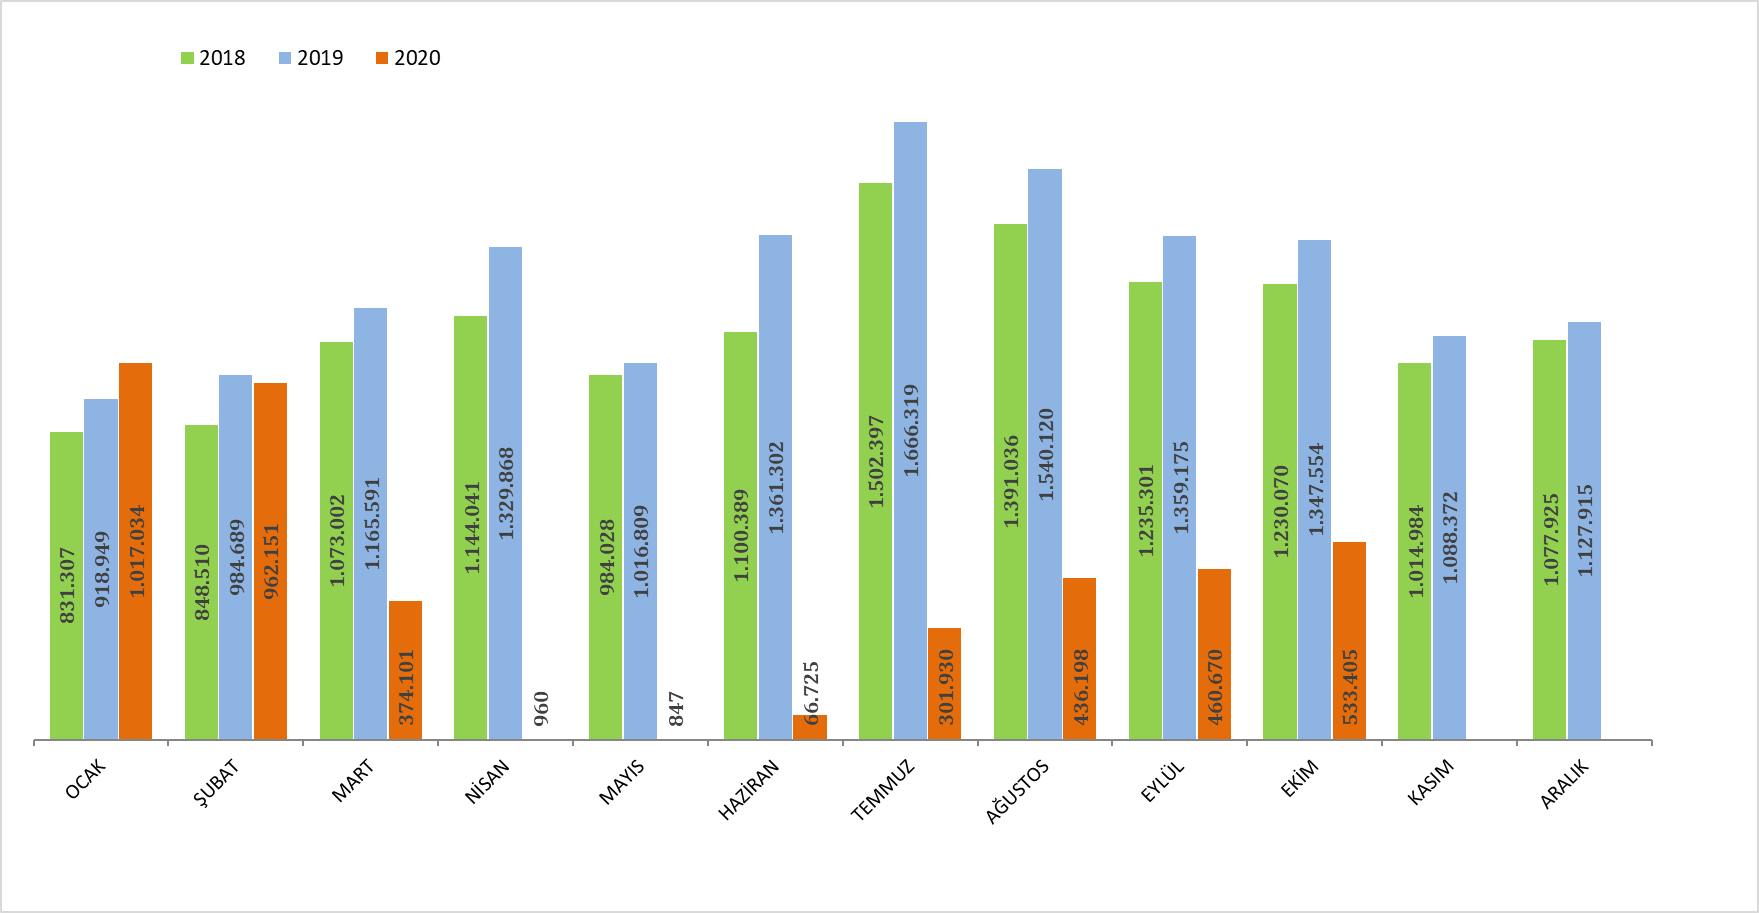 2018 2019 2020
831.307 918.949 1.017.034
848.510 984.689 962.151
1.073.002 1.165.591 374.101
1.144.041 1.329.868 960
984.028 1.016.809 847
1.100.389 1.361.302 66.725
1.502.397 1.666.319 301.930
1.391.036 1.540.120 436.198
1.235.301 1.359.175 460.670
1.230.070 1.347.554 533.405
1.014.984 1.088.372
1.077.925 1.127.915
OCAK ŞUBAT MART NİSAN MAYIS HAZİRAN TEMMUZ AĞUSTOS EYLÜL EKİM KASIM ARALIK